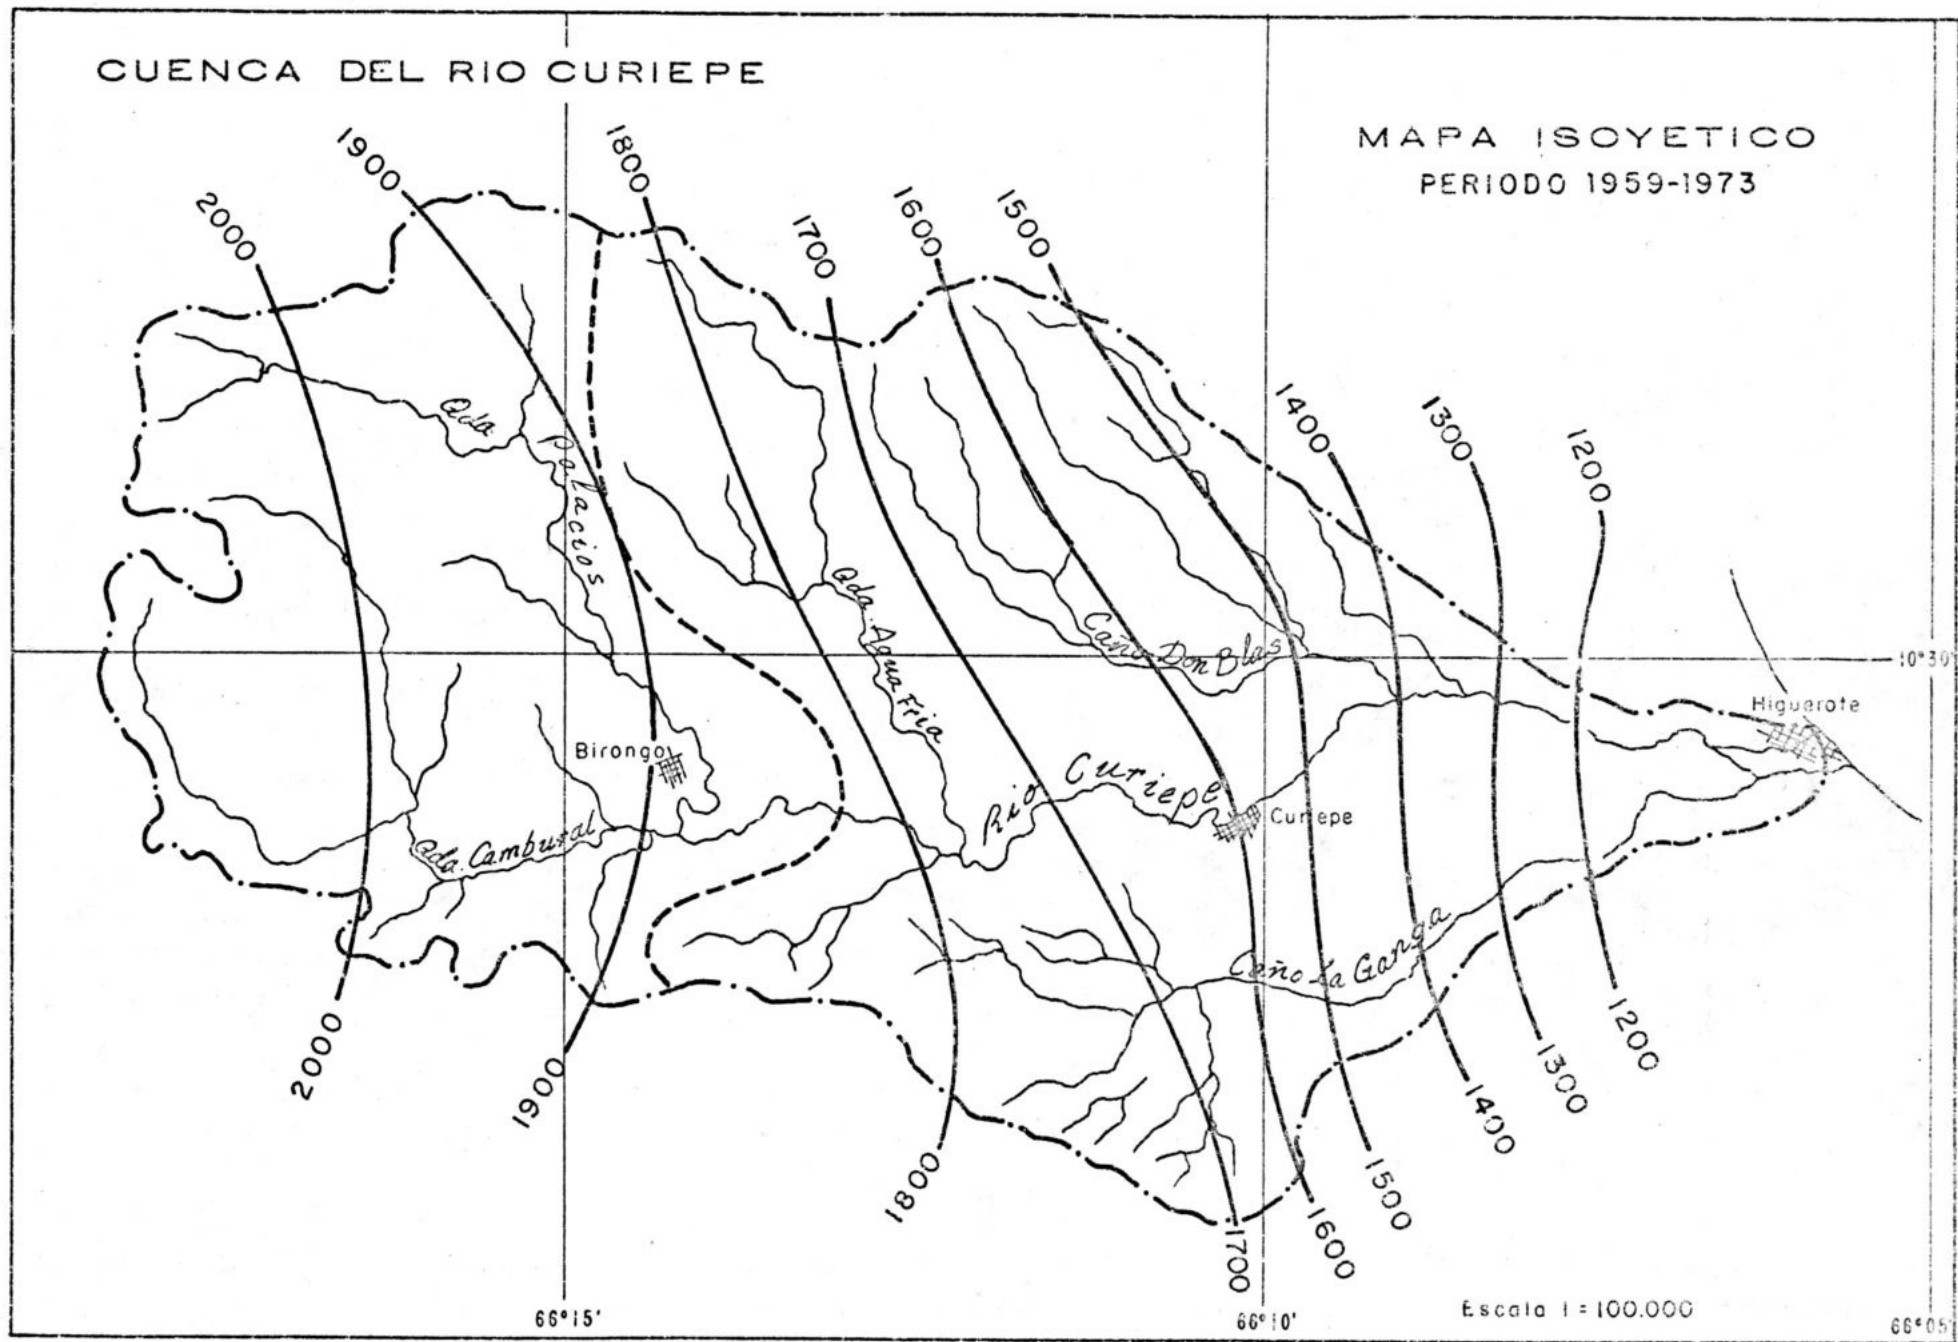 CUENCA DEL RIO CURIEPE
MAPA ISOYETICO
PERIODO 1959-1973
2000
1900
1800
1700
1600
1500
1400
1300
1200
Qda. Palacios
Qda. Agua Fria
Caño Don Blas
10°30'
Higuerote
Birongo
Rio Curiepe
Curiepe
Qda. Cambural
Caño La Ganga
2000
1900
1800
1700
1600
1500
1400
1300
1200
Escala 1=100.000
66°15'
66°10'
66°05'